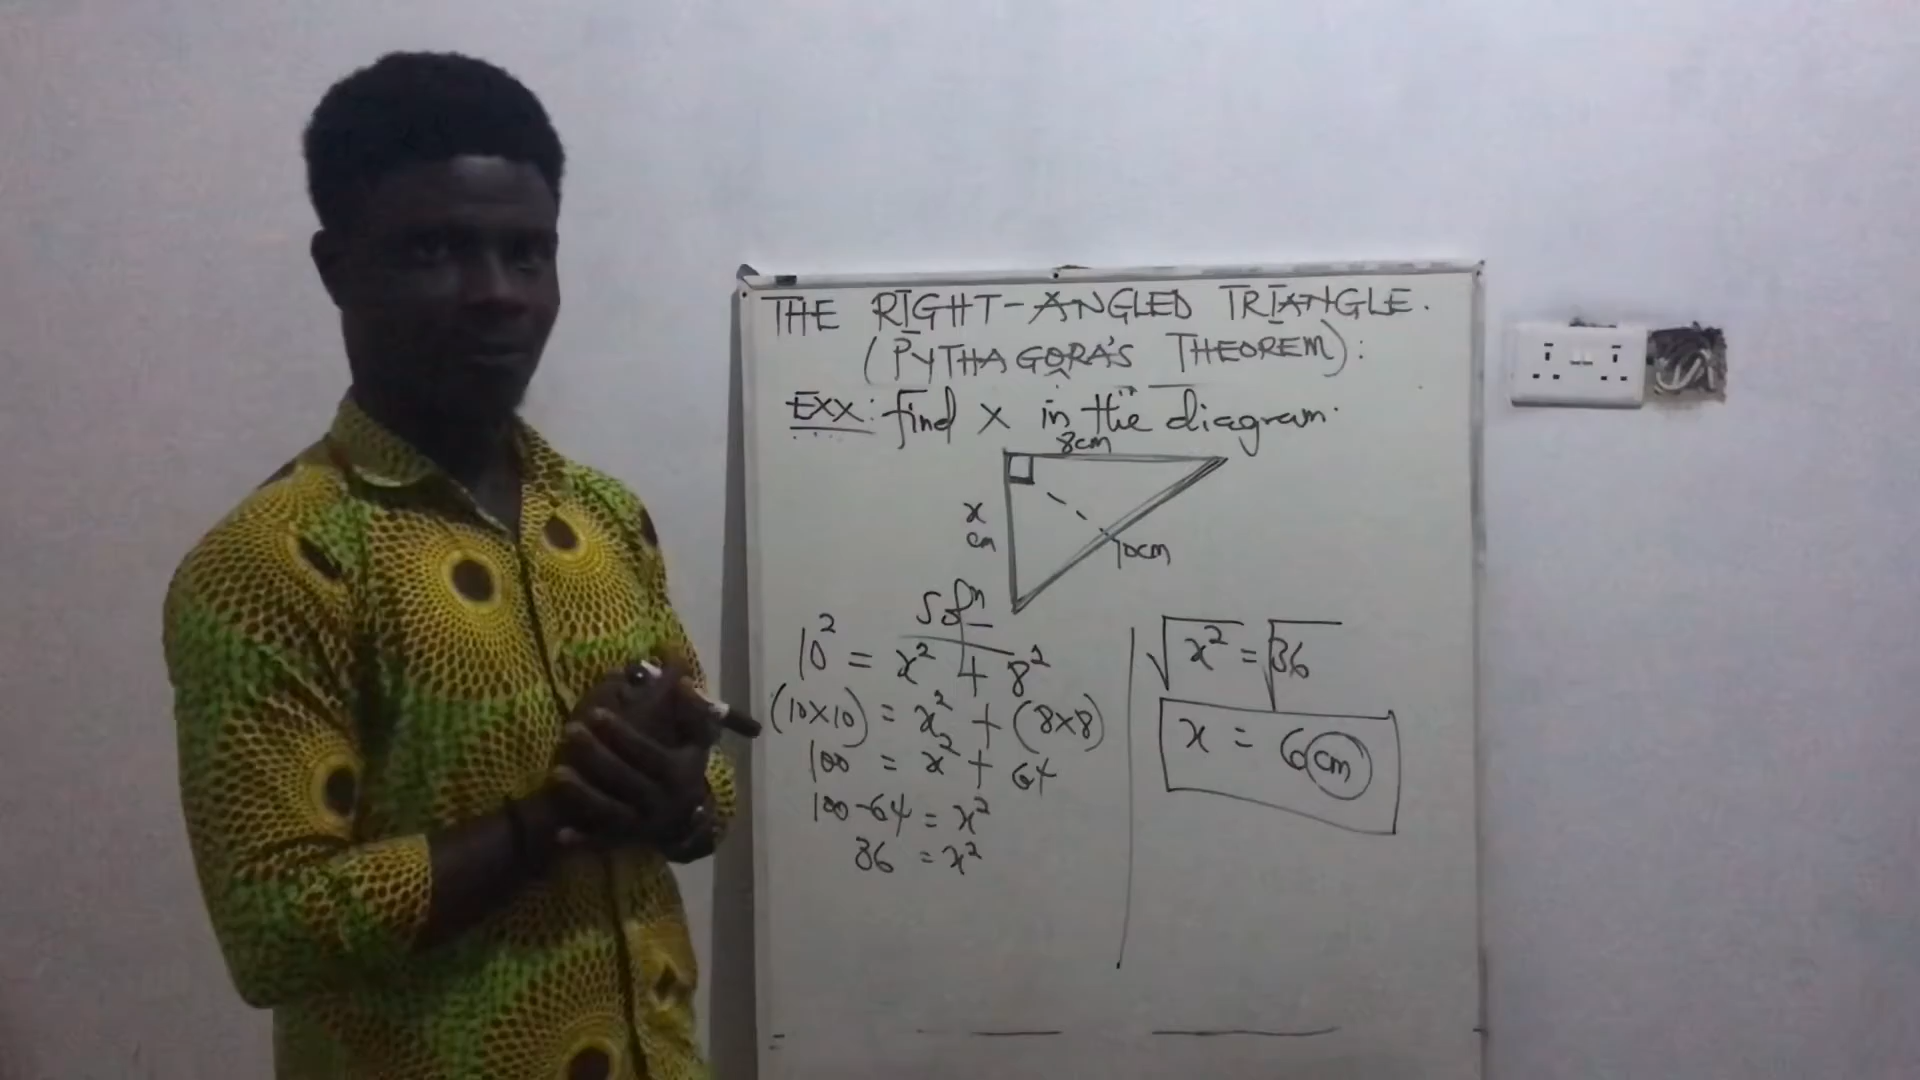 THE RIGHT-ANGLED TRIANGLE.
(PYTHAGORA'S THEOREM):
EXX: find x in the diagram.
8cm
x
cm
10cm
Solⁿ
10² = x² + 8²
(10×10) = x² + (8×8)
100 = x² + 64
100-64 = x²
36 = x²
√x² = √36
x = 6cm